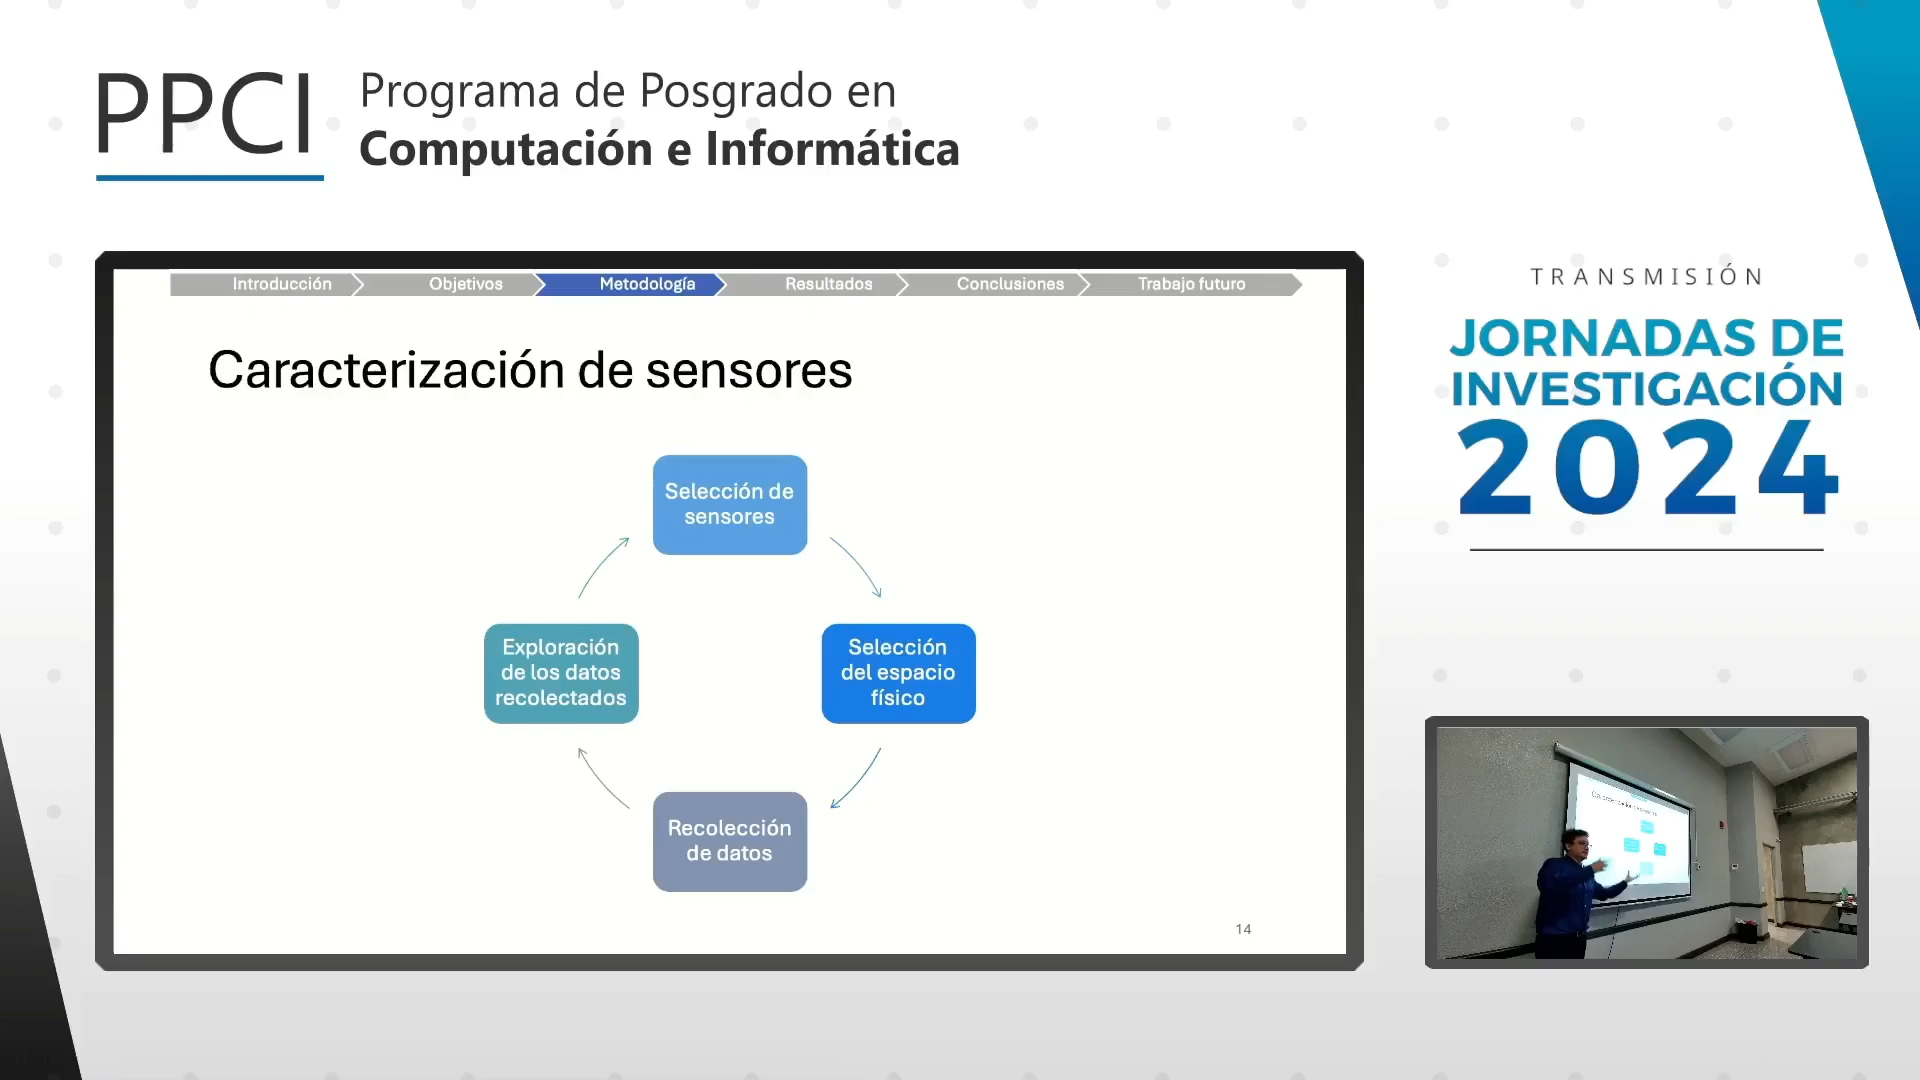 PPCI
Programa de Posgrado en
Computación e Informática
Introducción
Objetivos
Metodología
Resultados
Conclusiones
Trabajo futuro
Caracterización de sensores
Selección de
sensores
Selección
del espacio
físico
Recolección
de datos
Exploración
de los datos
recolectados
14
TRANSMISIÓN
JORNADAS DE
INVESTIGACIÓN
2024